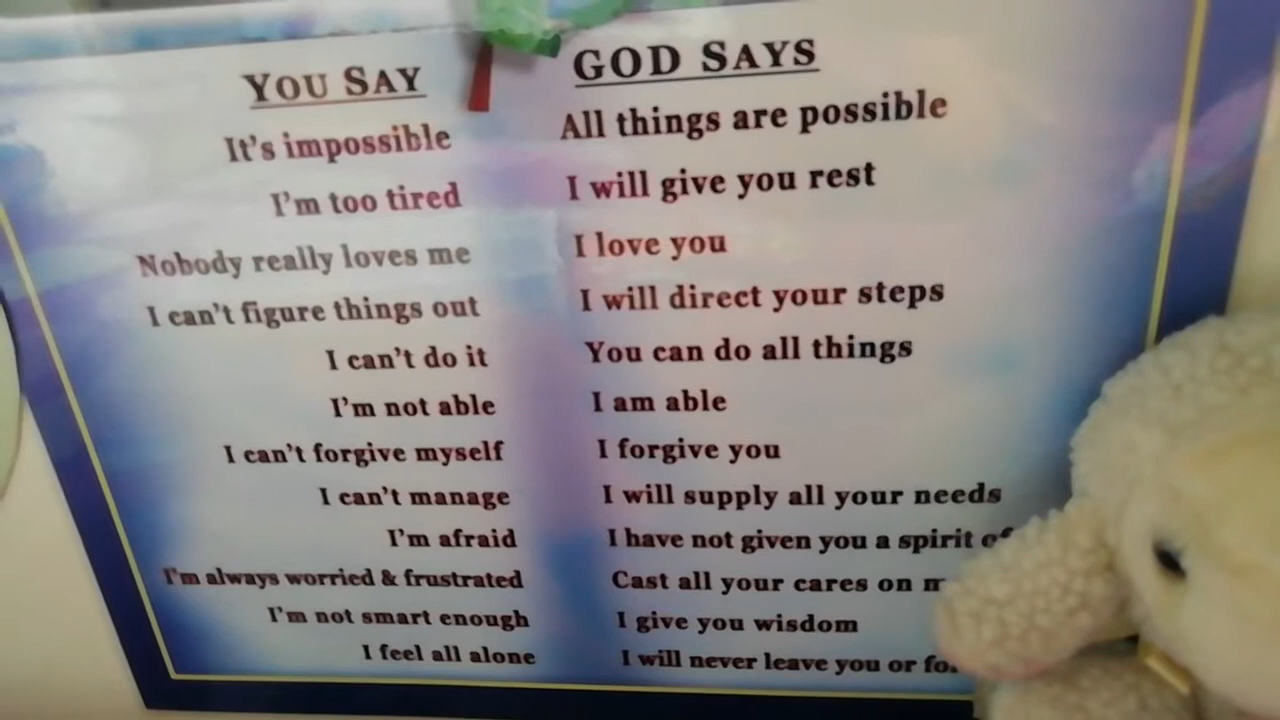 YOU SAY GOD SAYS
It's impossible All things are possible
I'm too tired I will give you rest
Nobody really loves me I love you
I can't figure things out I will direct your steps
I can't do it You can do all things
I'm not able I am able
I can't forgive myself I forgive you
I can't manage I will supply all your needs
I'm afraid I have not given you a spirit of
I'm always worried & frustrated Cast all your cares on
I'm not smart enough I give you wisdom
I feel all alone I will never leave you or